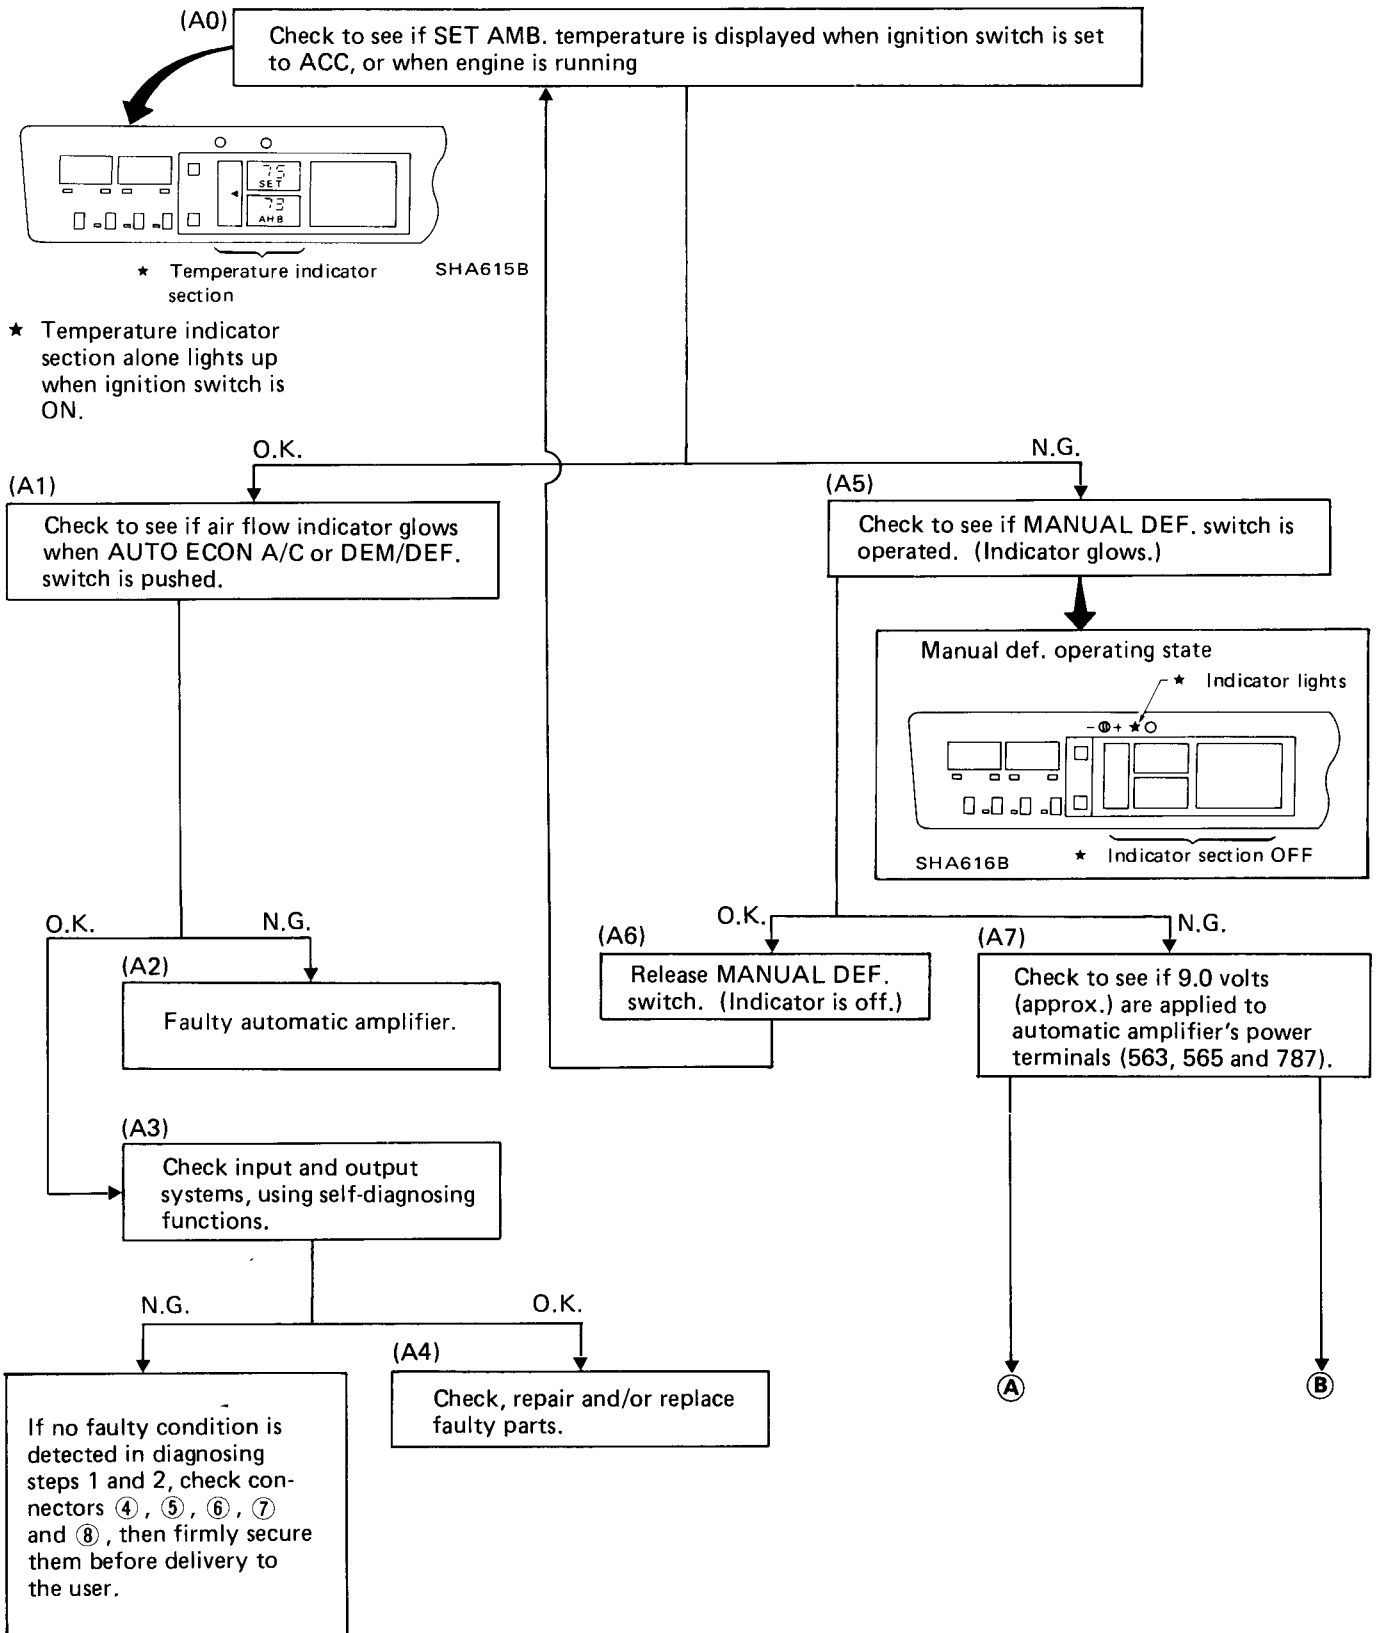 (A0)
Check to see if SET AMB. temperature is displayed when ignition switch is set
to ACC, or when engine is running
75
SET
73
AHB
★ Temperature indicator
section
SHA615B
★ Temperature indicator
section alone lights up
when ignition switch is
ON.
O.K.
N.G.
(A1)
Check to see if air flow indicator glows
when AUTO ECON A/C or DEM/DEF.
switch is pushed.
(A5)
Check to see if MANUAL DEF. switch is
operated. (Indicator glows.)
Manual def. operating state
★ Indicator lights
- + ★
SHA616B
★ Indicator section OFF
O.K.
N.G.
(A2)
Faulty automatic amplifier.
O.K.
N.G.
(A6)
Release MANUAL DEF.
switch. (Indicator is off.)
(A7)
Check to see if 9.0 volts
(approx.) are applied to
automatic amplifier's power
terminals (563, 565 and 787).
(A3)
Check input and output
systems, using self-diagnosing
functions.
N.G.
O.K.
(A4)
Check, repair and/or replace
faulty parts.
Ⓐ
Ⓑ
If no faulty condition is
detected in diagnosing
steps 1 and 2, check con-
nectors ④, ⑤, ⑥, ⑦
and ⑧, then firmly secure
them before delivery to
the user.